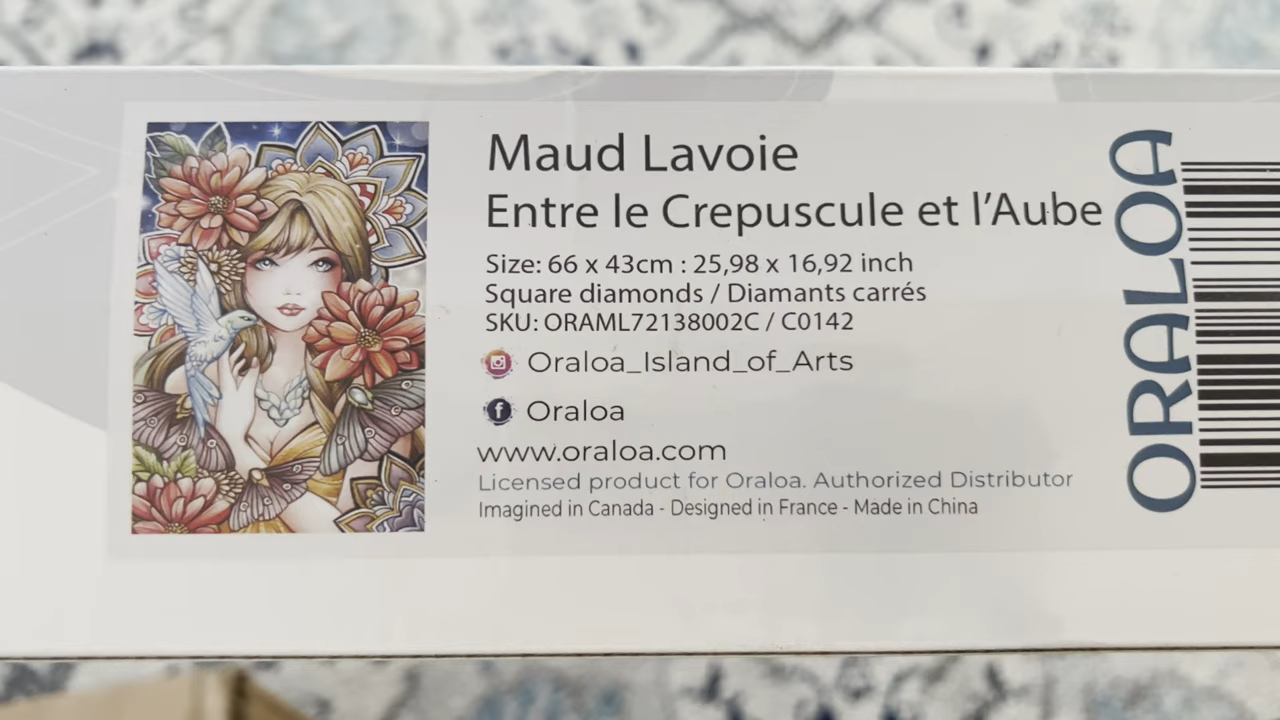 Maud Lavoie
Entre le Crepuscule et l'Aube
Size: 66 x 43cm : 25,98 x 16,92 inch
Square diamonds / Diamants carrés
SKU: ORAML72138002C / C0142
Oraloa_Island_of_Arts
f Oraloa
www.oraloa.com
Licensed product for Oraloa. Authorized Distributor
Imagined in Canada - Designed in France - Made in China
ORALOA